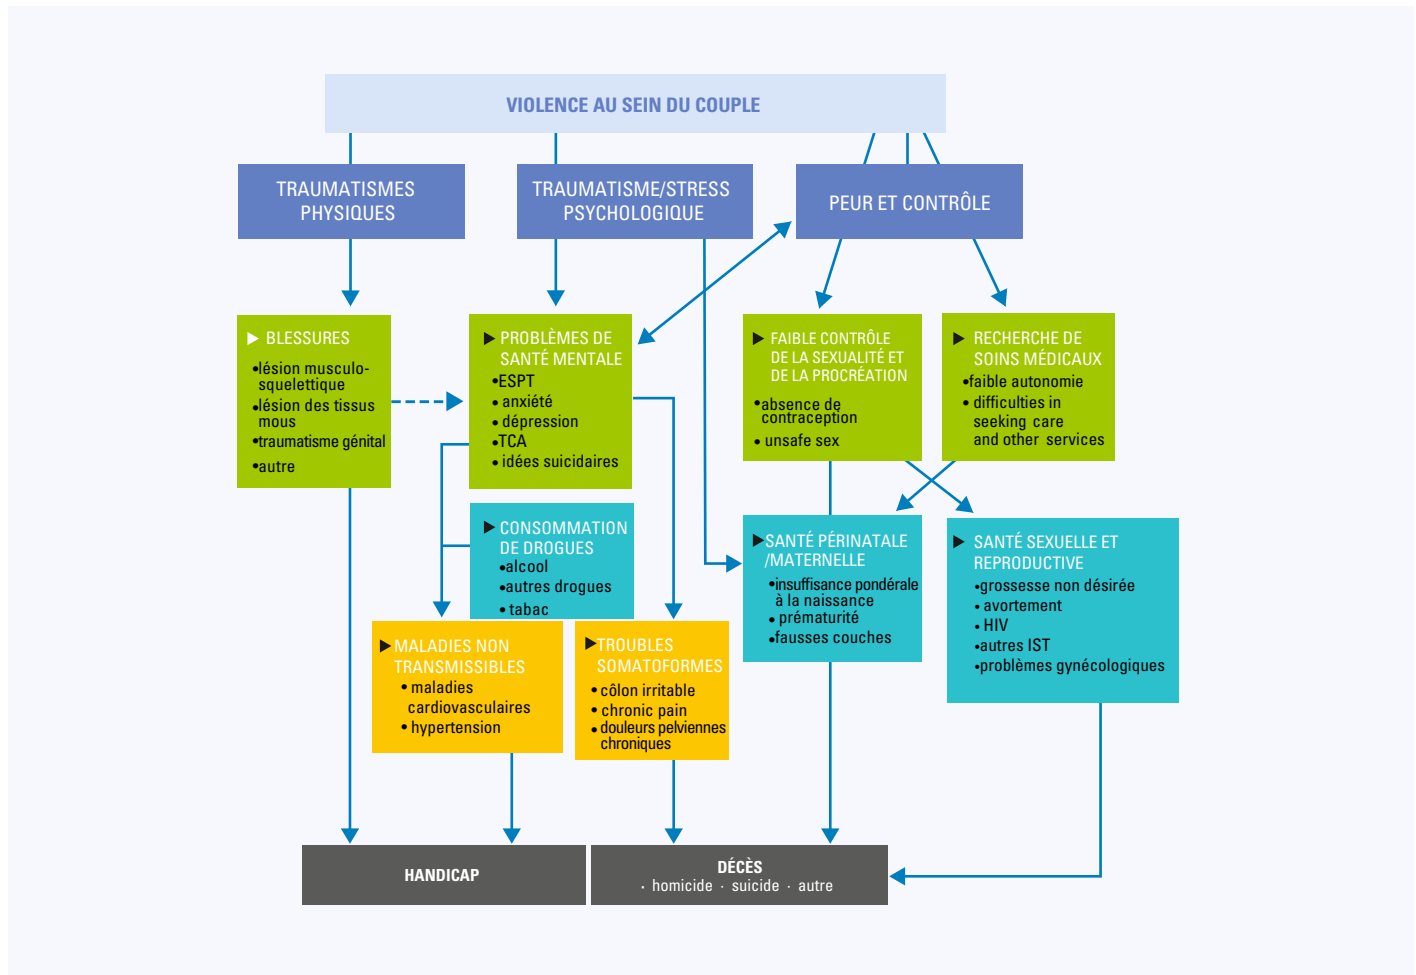 VIOLENCE AU SEIN DU COUPLE
TRAUMATISMES
PHYSIQUES
TRAUMATISME/STRESS
PSYCHOLOGIQUE
PEUR ET CONTRÔLE
▶ BLESSURES
•lésion musculo-
squelettique
•lésion des tissus
mous
•traumatisme génital
•autre
▶ PROBLÈMES DE
SANTÉ MENTALE
•ESPT
• anxiété
• dépression
•TCA
• idées suicidaires
▶ FAIBLE CONTRÔLE
DE LA SEXUALITÉ ET
DE LA PROCRÉATION
•absence de
contraception
• unsafe sex
▶ RECHERCHE DE
SOINS MÉDICAUX
•faible autonomie
• difficulties in
seeking care
and other services
▶ CONSOMMATION
DE DROGUES
•alcool
•autres drogues
• tabac
▶SANTÉ PÉRINATALE
/MATERNELLE
•insuffisance pondérale
à la naissance
• prématurité
•fausses couches
▶ SANTÉ SEXUELLE ET
REPRODUCTIVE
•grossesse non désirée
• avortement
• HIV
•autres IST
•problèmes gynécologiques
▶MALADIES NON
TRANSMISSIBLES
• maladies
cardiovasculaires
• hypertension
▶TROUBLES
SOMATOFORMES
• côlon irritable
• chronic pain
• douleurs pelviennes
chroniques
HANDICAP
DÉCÈS
· homicide · suicide · autre